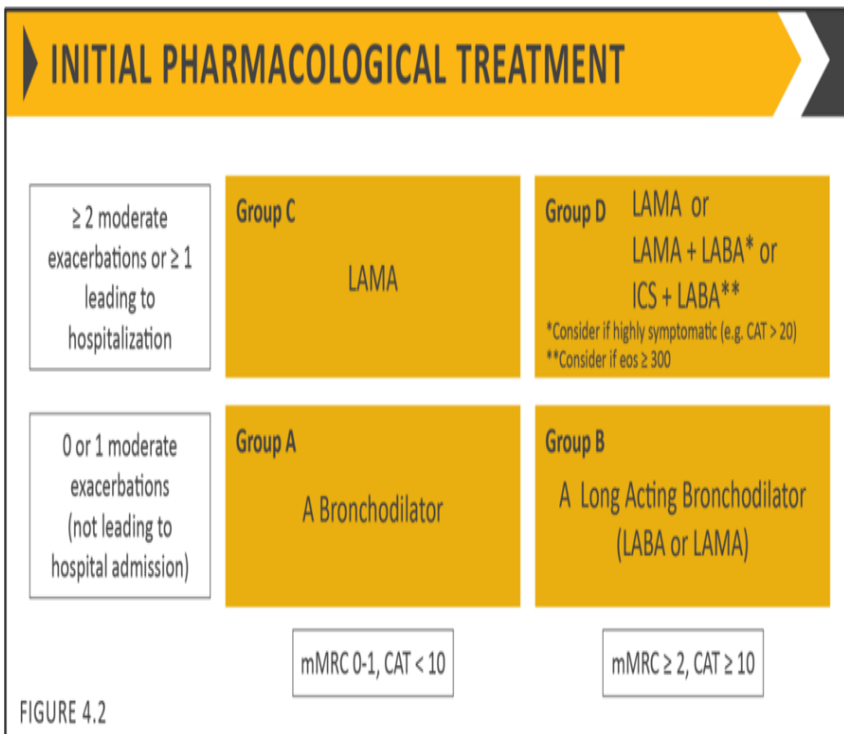 INITIAL PHARMACOLOGICAL TREATMENT
≥ 2 moderate
exacerbations or ≥ 1
leading to
hospitalization
Group C
LAMA
Group D
LAMA or
LAMA + LABA* or
ICS + LABA**
*Consider if highly symptomatic (e.g. CAT > 20)
**Consider if eos ≥ 300
0 or 1 moderate
exacerbations
(not leading to
hospital admission)
Group A
A Bronchodilator
Group B
A Long Acting Bronchodilator
(LABA or LAMA)
mMRC 0-1, CAT < 10
mMRC ≥ 2, CAT ≥ 10
FIGURE 4.2